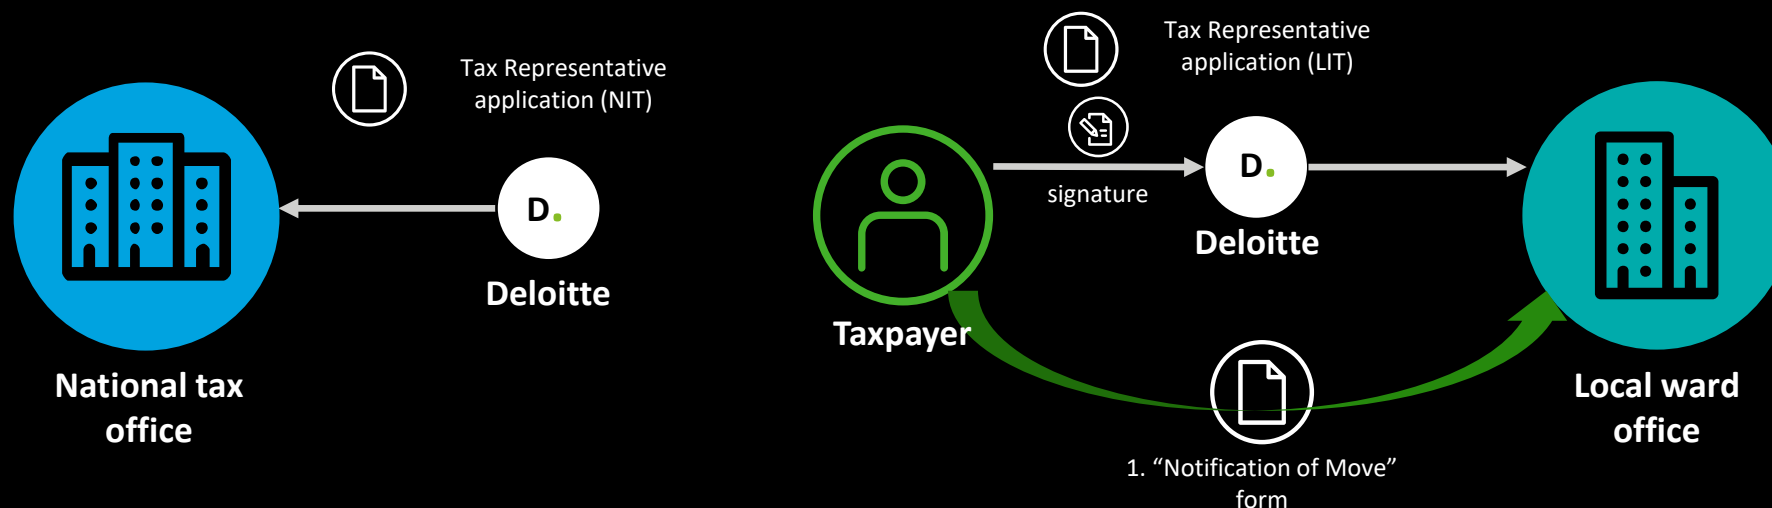 Tax Representative
application (NIT)
D.
Deloitte
National tax
office
Tax Representative
application (LIT)
signature
D.
Deloitte
Taxpayer
Local ward
office
1. “Notification of Move”
form